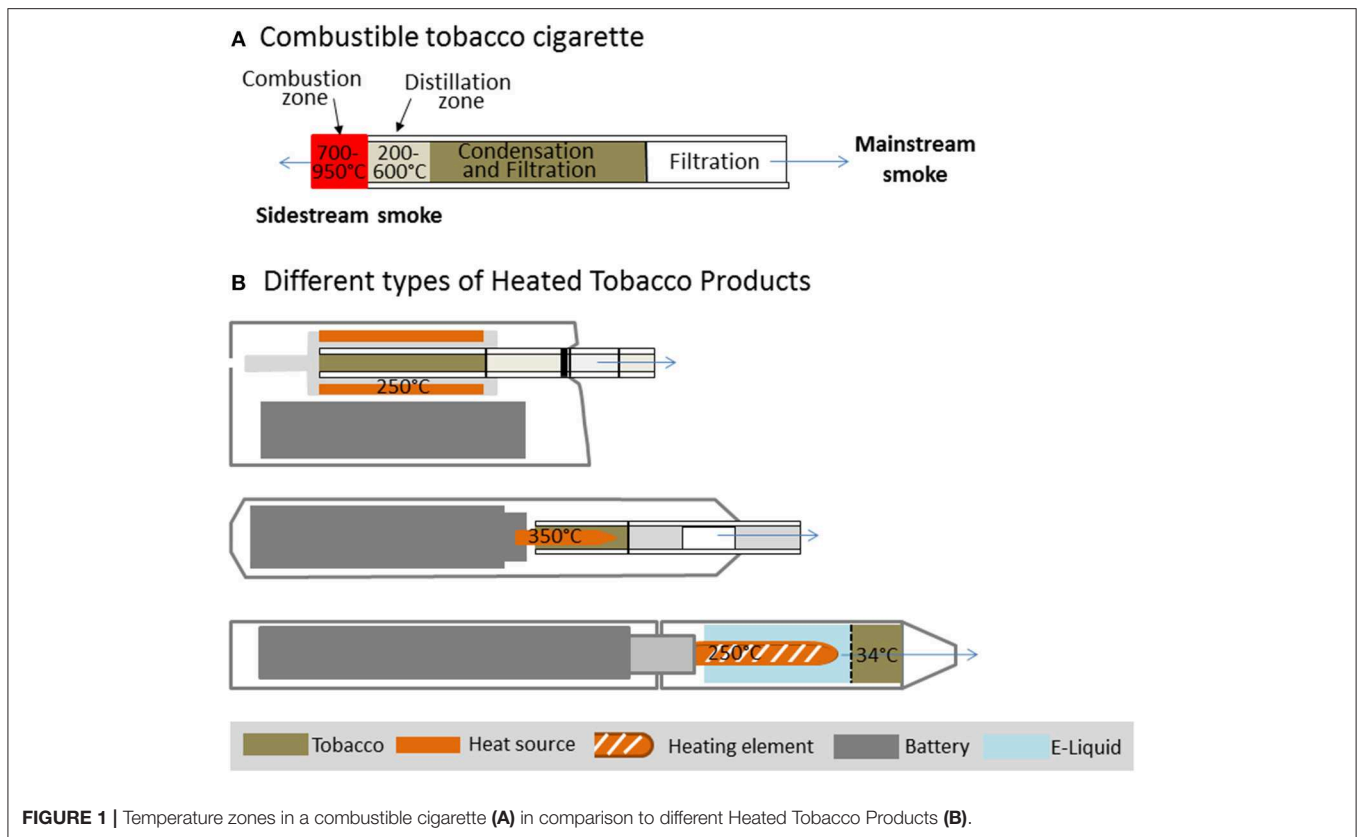 A Combustible tobacco cigarette
Combustion
zone
Distillation
zone
700-
950°C
200-
600°C
Condensation
and Filtration
Filtration
Mainstream
smoke
Sidestream smoke
B Different types of Heated Tobacco Products
250°C
350°C
250°C
34°C
Tobacco
Heat source
Heating element
Battery
E-Liquid
FIGURE 1 | Temperature zones in a combustible cigarette (A) in comparison to different Heated Tobacco Products (B).